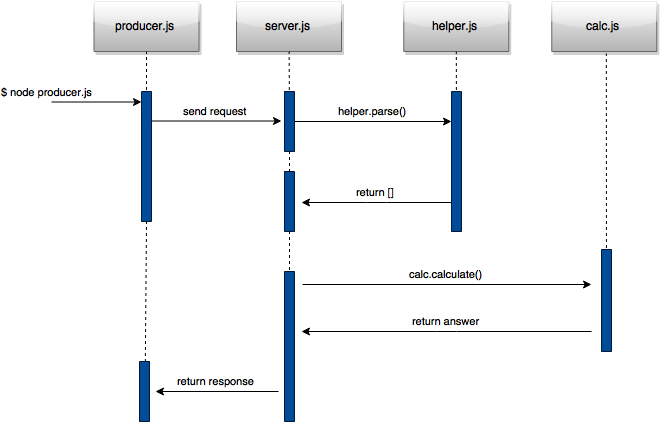 producer.js
server.js
helper.js
calc.js
$ node producer.js
send request
helper.parse()
return []
calc.calculate()
return answer
return response